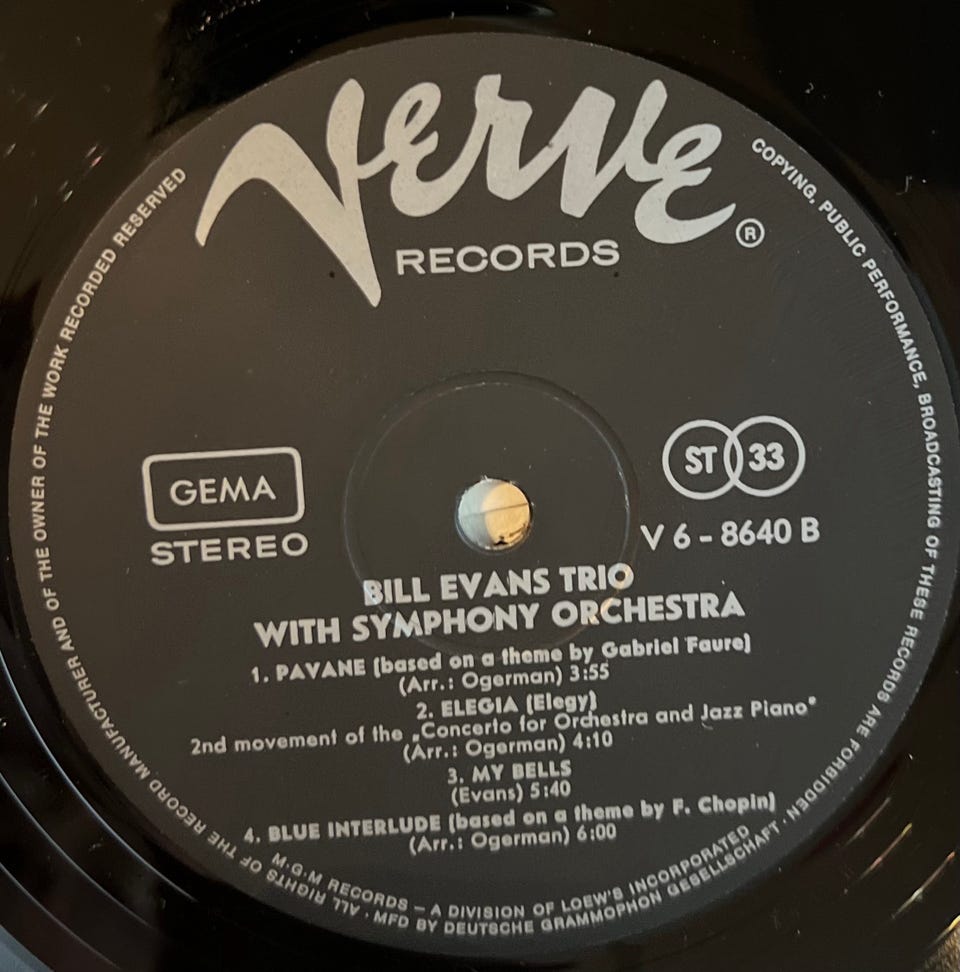 Verve
RECORDS
®
GEMA
STEREO
ST 33
V 6 - 8640 B
BILL EVANS TRIO
WITH SYMPHONY ORCHESTRA
1. PAVANE (based on a theme by Gabriel Faure)
(Arr.: Ogerman) 3:55
2. ELEGIA (Elegy)
2nd movement of the „Concerto for Orchestra and Jazz Piano“
(Arr.: Ogerman) 4:10
3. MY BELLS
(Evans) 5:40
4. BLUE INTERLUDE (based on a theme by F. Chopin)
(Arr.: Ogerman) 6:00
M.G.M RECORDS – A DIVISION OF LOEW'S INCORPORATED
ALL RIGHTS OF THE RECORD MANUFACTURER AND OF THE OWNER OF THE WORK RECORDED RESERVED
COPYING, PUBLIC PERFORMANCE, BROADCASTING OF THESE RECORDS ARE FORBIDDEN · MFD BY DEUTSCHE GRAMMOPHON GESELLSCHAFT ·